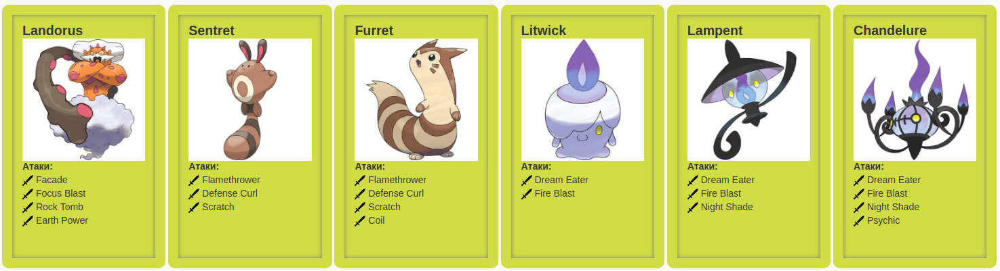 Landorus
Атаки:
Facade
Focus Blast
Rock Tomb
Earth Power
Sentret
Атаки:
Flamethrower
Defense Curl
Scratch
Furret
Атаки:
Flamethrower
Defense Curl
Scratch
Coil
Litwick
Атаки:
Dream Eater
Fire Blast
Lampent
Атаки:
Dream Eater
Fire Blast
Night Shade
Chandelure
Атаки:
Dream Eater
Fire Blast
Night Shade
Psychic